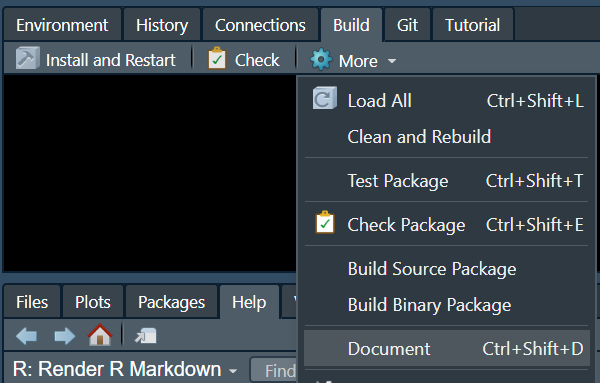 Environment History Connections Build Git Tutorial
Install and Restart Check More
Load All Ctrl+Shift+L
Clean and Rebuild
Test Package Ctrl+Shift+T
Check Package Ctrl+Shift+E
Build Source Package
Build Binary Package
Files Plots Packages Help
Document Ctrl+Shift+D
R: Render R Markdown Find